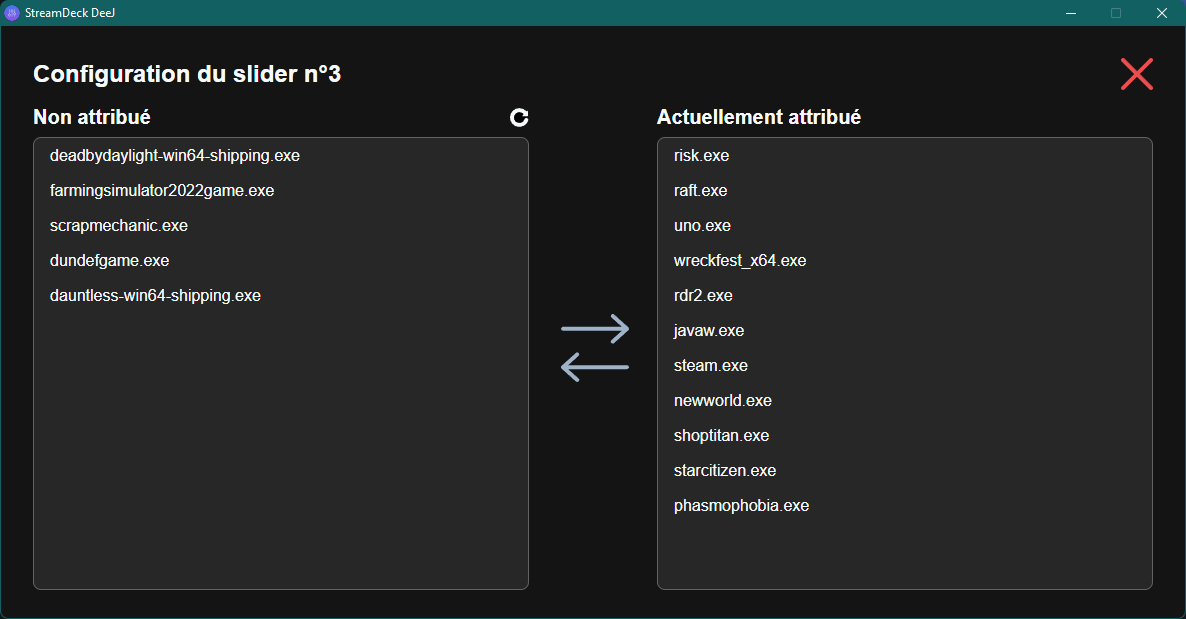 StreamDeck DeeJ
Configuration du slider n°3
Non attribué
deadbydaylight-win64-shipping.exe
farmingsimulator2022game.exe
scrapmechanic.exe
dundefgame.exe
dauntless-win64-shipping.exe
Actuellement attribué
risk.exe
raft.exe
uno.exe
wreckfest_x64.exe
rdr2.exe
javaw.exe
steam.exe
newworld.exe
shoptitan.exe
starcitizen.exe
phasmophobia.exe